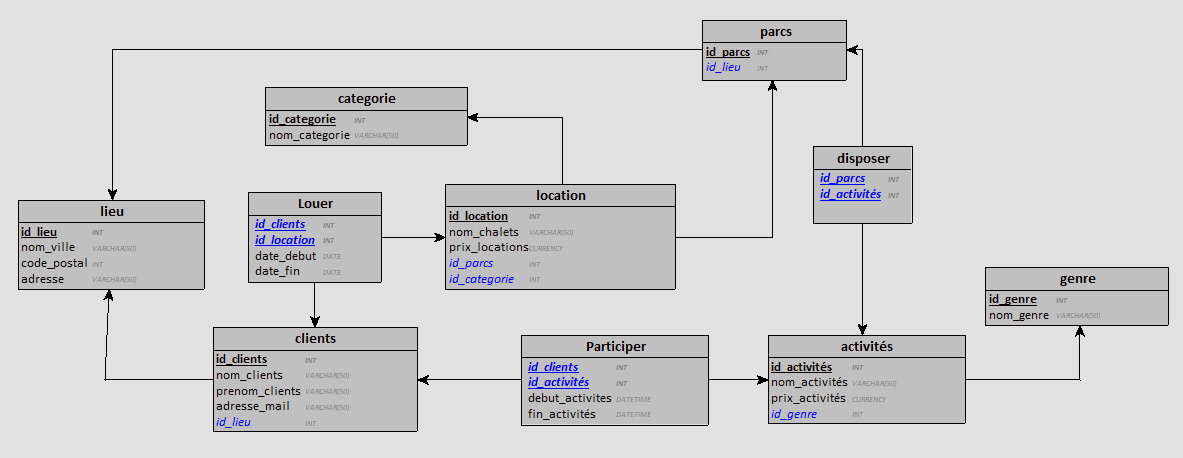 parcs
id_parcs INT
id_lieu INT
categorie
id_categorie INT
nom_categorie VARCHAR(50)
disposer
id_parcs INT
id_activités INT
lieu
id_lieu INT
nom_ville VARCHAR(50)
code_postal INT
adresse VARCHAR(50)
Louer
id_clients INT
id_location INT
date_debut DATE
date_fin DATE
location
id_location INT
nom_chalets VARCHAR(50)
prix_locations CURRENCY
id_parcs INT
id_categorie INT
genre
id_genre INT
nom_genre VARCHAR(50)
clients
id_clients INT
nom_clients VARCHAR(50)
prenom_clients VARCHAR(50)
adresse_mail VARCHAR(50)
id_lieu INT
Participer
id_clients INT
id_activités INT
debut_activites DATETIME
fin_activités DATETIME
activités
id_activités INT
nom_activités VARCHAR(50)
prix_activités CURRENCY
id_genre INT